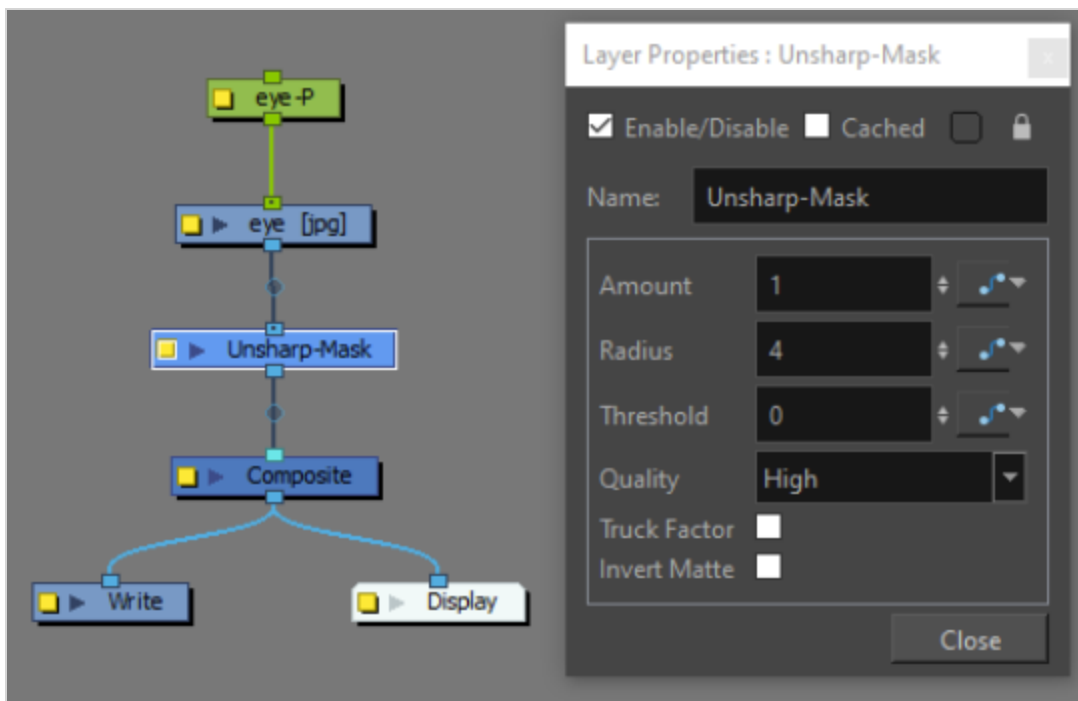 eye-P
eye [jpg]
Unsharp-Mask
Composite
Write
Display
Layer Properties : Unsharp-Mask
x
Enable/Disable Cached
Name: Unsharp-Mask
Amount 1
Radius 4
Threshold 0
Quality High
Truck Factor
Invert Matte
Close